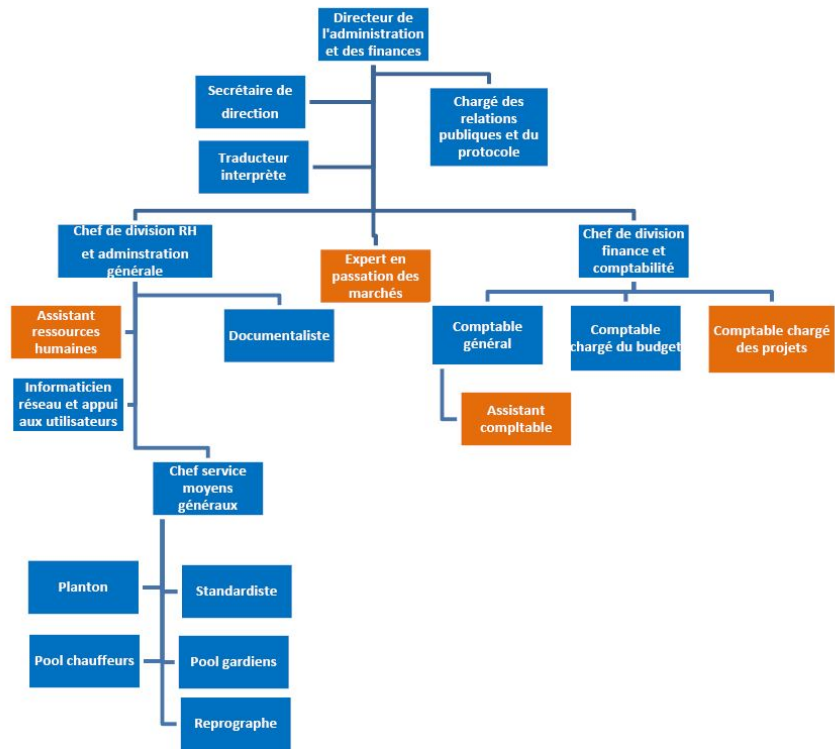 Directeur de
l'administration
et des finances
Secrétaire de
direction
Chargé des
relations
publiques et du
protocole
Traducteur
interprète
Chef de division RH
et adminstration
générale
Expert en
passation des
marchés
Chef de division
finance et
comptabilité
Assistant
ressources
humaines
Documentaliste
Comptable
général
Comptable
chargé du budget
Comptable chargé
des projets
Informaticien
réseau et appui
aux utilisateurs
Assistant
compltable
Chef service
moyens
généraux
Planton
Standardiste
Pool chauffeurs
Pool gardiens
Reprographe